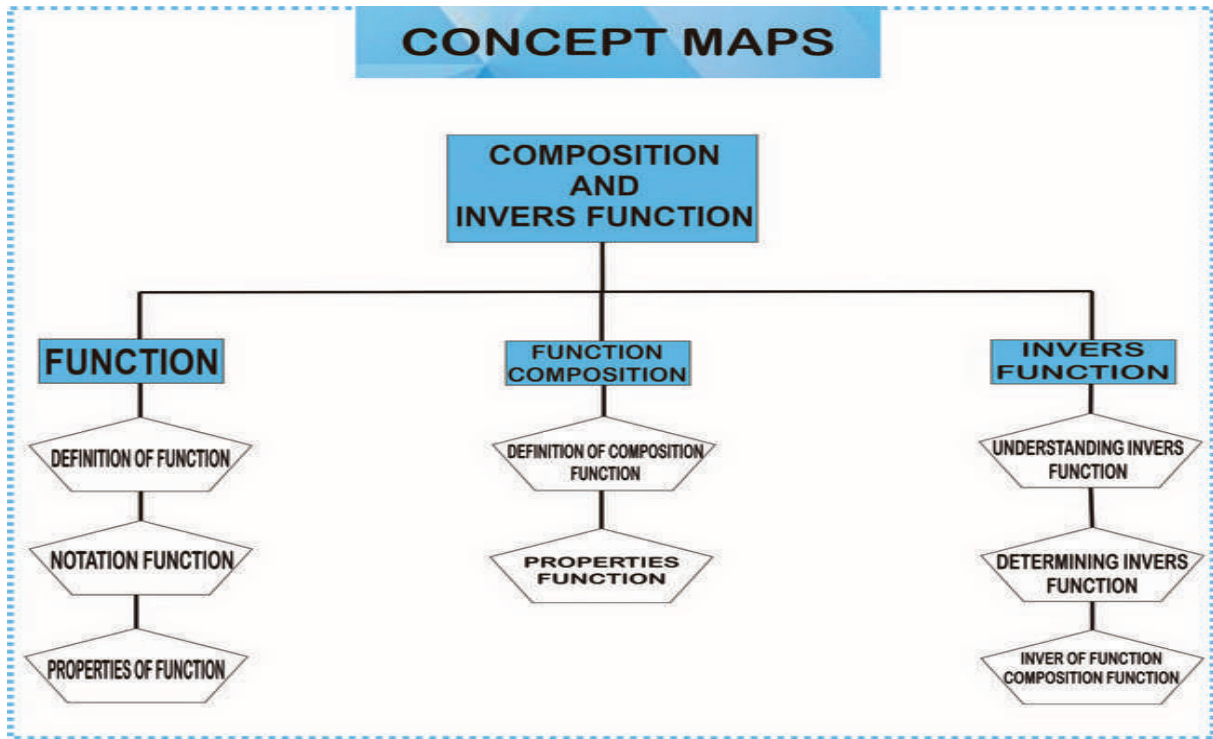 CONCEPT MAPS
COMPOSITION
AND
INVERS FUNCTION
FUNCTION
DEFINITION OF FUNCTION
NOTATION FUNCTION
PROPERTIES OF FUNCTION
FUNCTION
COMPOSITION
DEFINITION OF COMPOSITION
FUNCTION
PROPERTIES
FUNCTION
INVERS
FUNCTION
UNDERSTANDING INVERS
FUNCTION
DETERMINING INVERS
FUNCTION
INVER OF FUNCTION
COMPOSITION FUNCTION